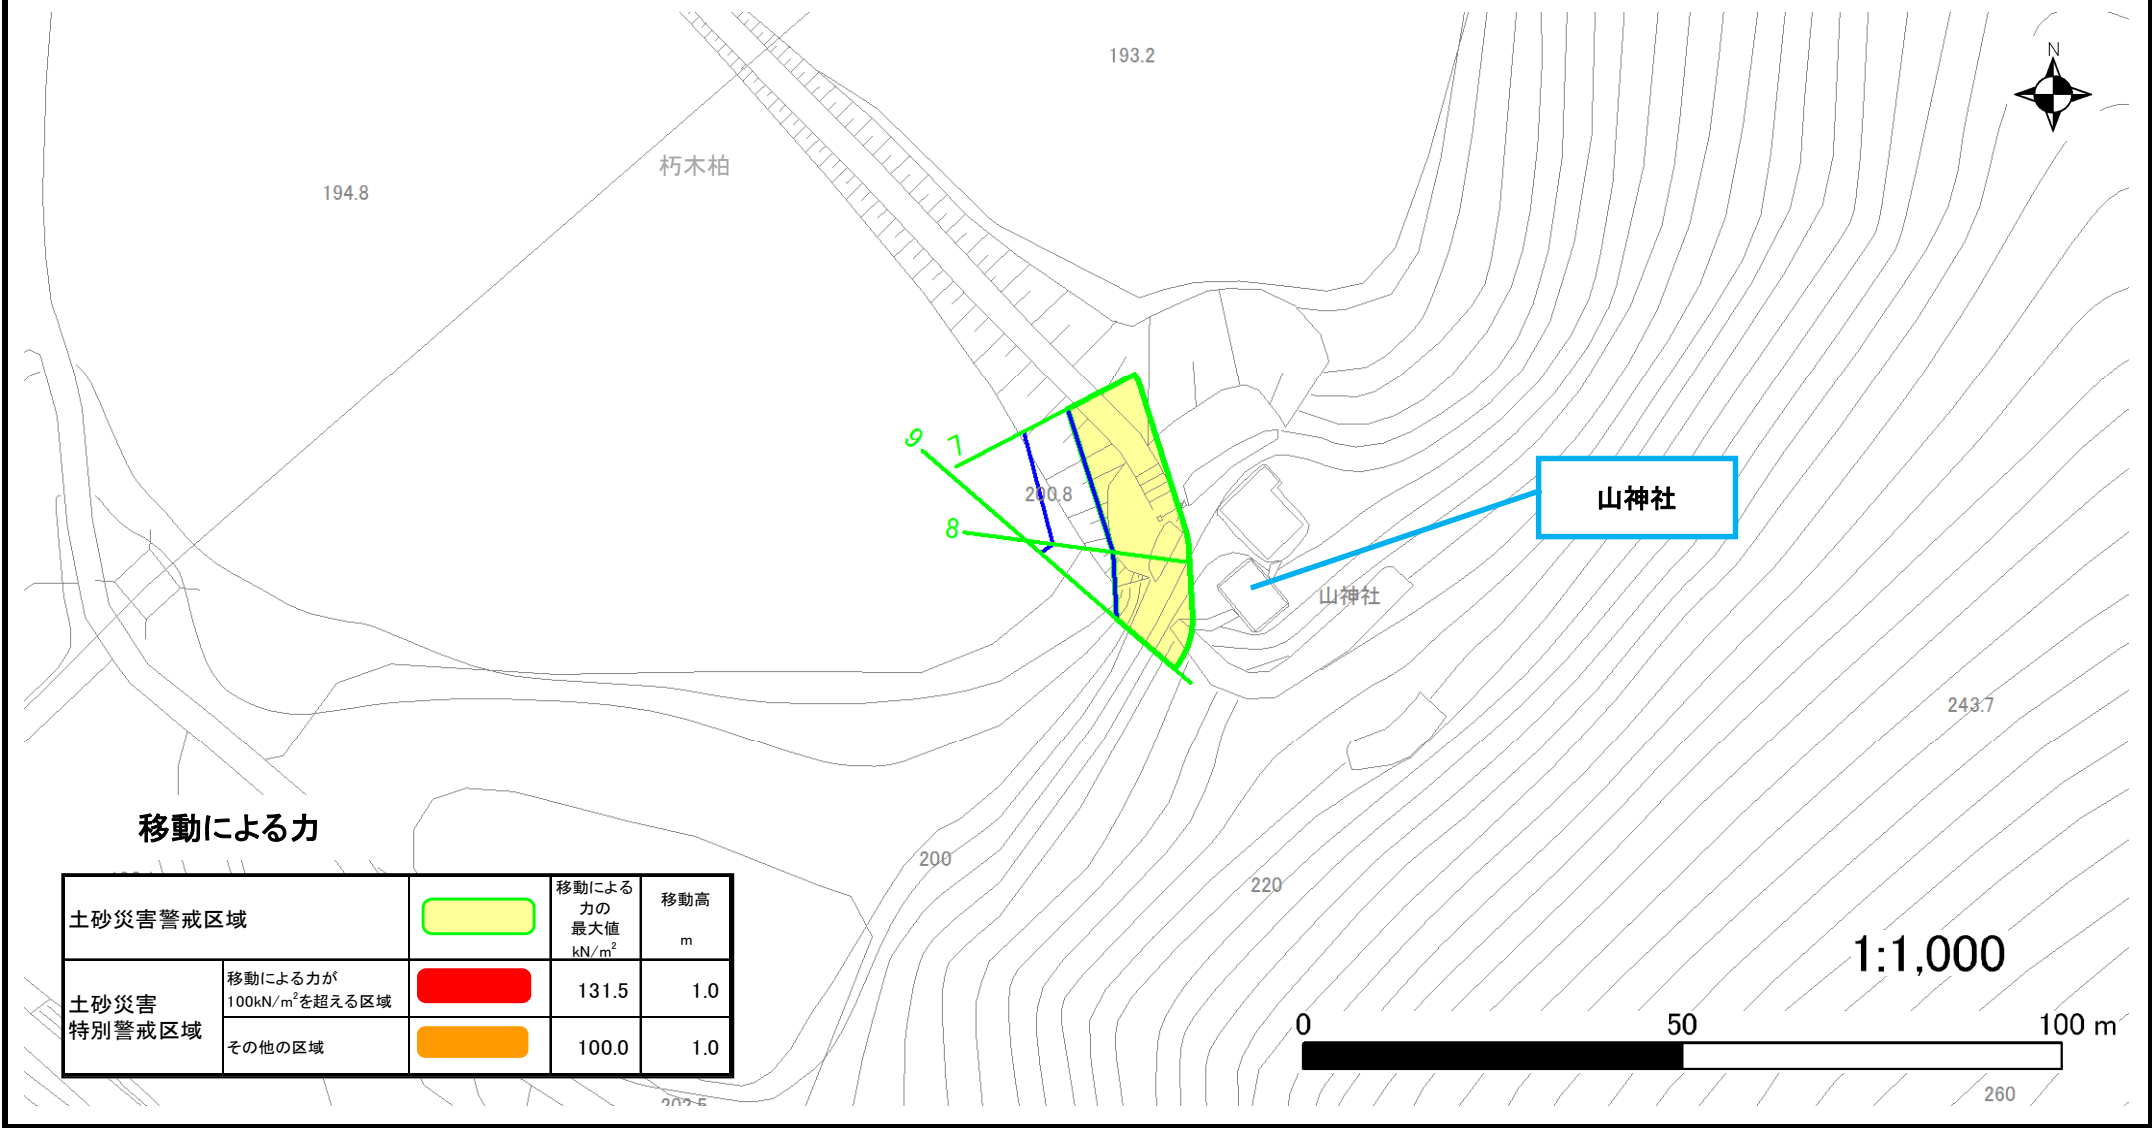 193.2
N
朽木柏
194.8
9
7
200.8
8
山神社
山神社
243.7
移動による力
200
220
土砂災害警戒区域
移動による
力の
最大値
kN/m²
移動高
m
土砂災害
特別警戒区域
移動による力が
100kN/m²を超える区域
131.5
1.0
その他の区域
100.0
1.0
1:1,000
0
50
100 m
260